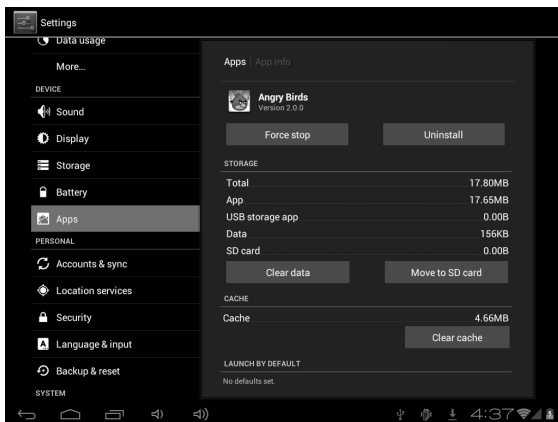 Settings
Data usage
More...
DEVICE
Sound
Display
Storage
Battery
Apps
PERSONAL
Accounts & sync
Location services
Security
Language & input
Backup & reset
SYSTEM
Apps App info
Angry Birds
Version 2.0.0
Force stop Uninstall
STORAGE
Total 17.80MB
App 17.65MB
USB storage app 0.00B
Data 156KB
SD card 0.00B
Clear data Move to SD card
CACHE
Cache 4.66MB
Clear cache
LAUNCH BY DEFAULT
No defaults set.
4:37